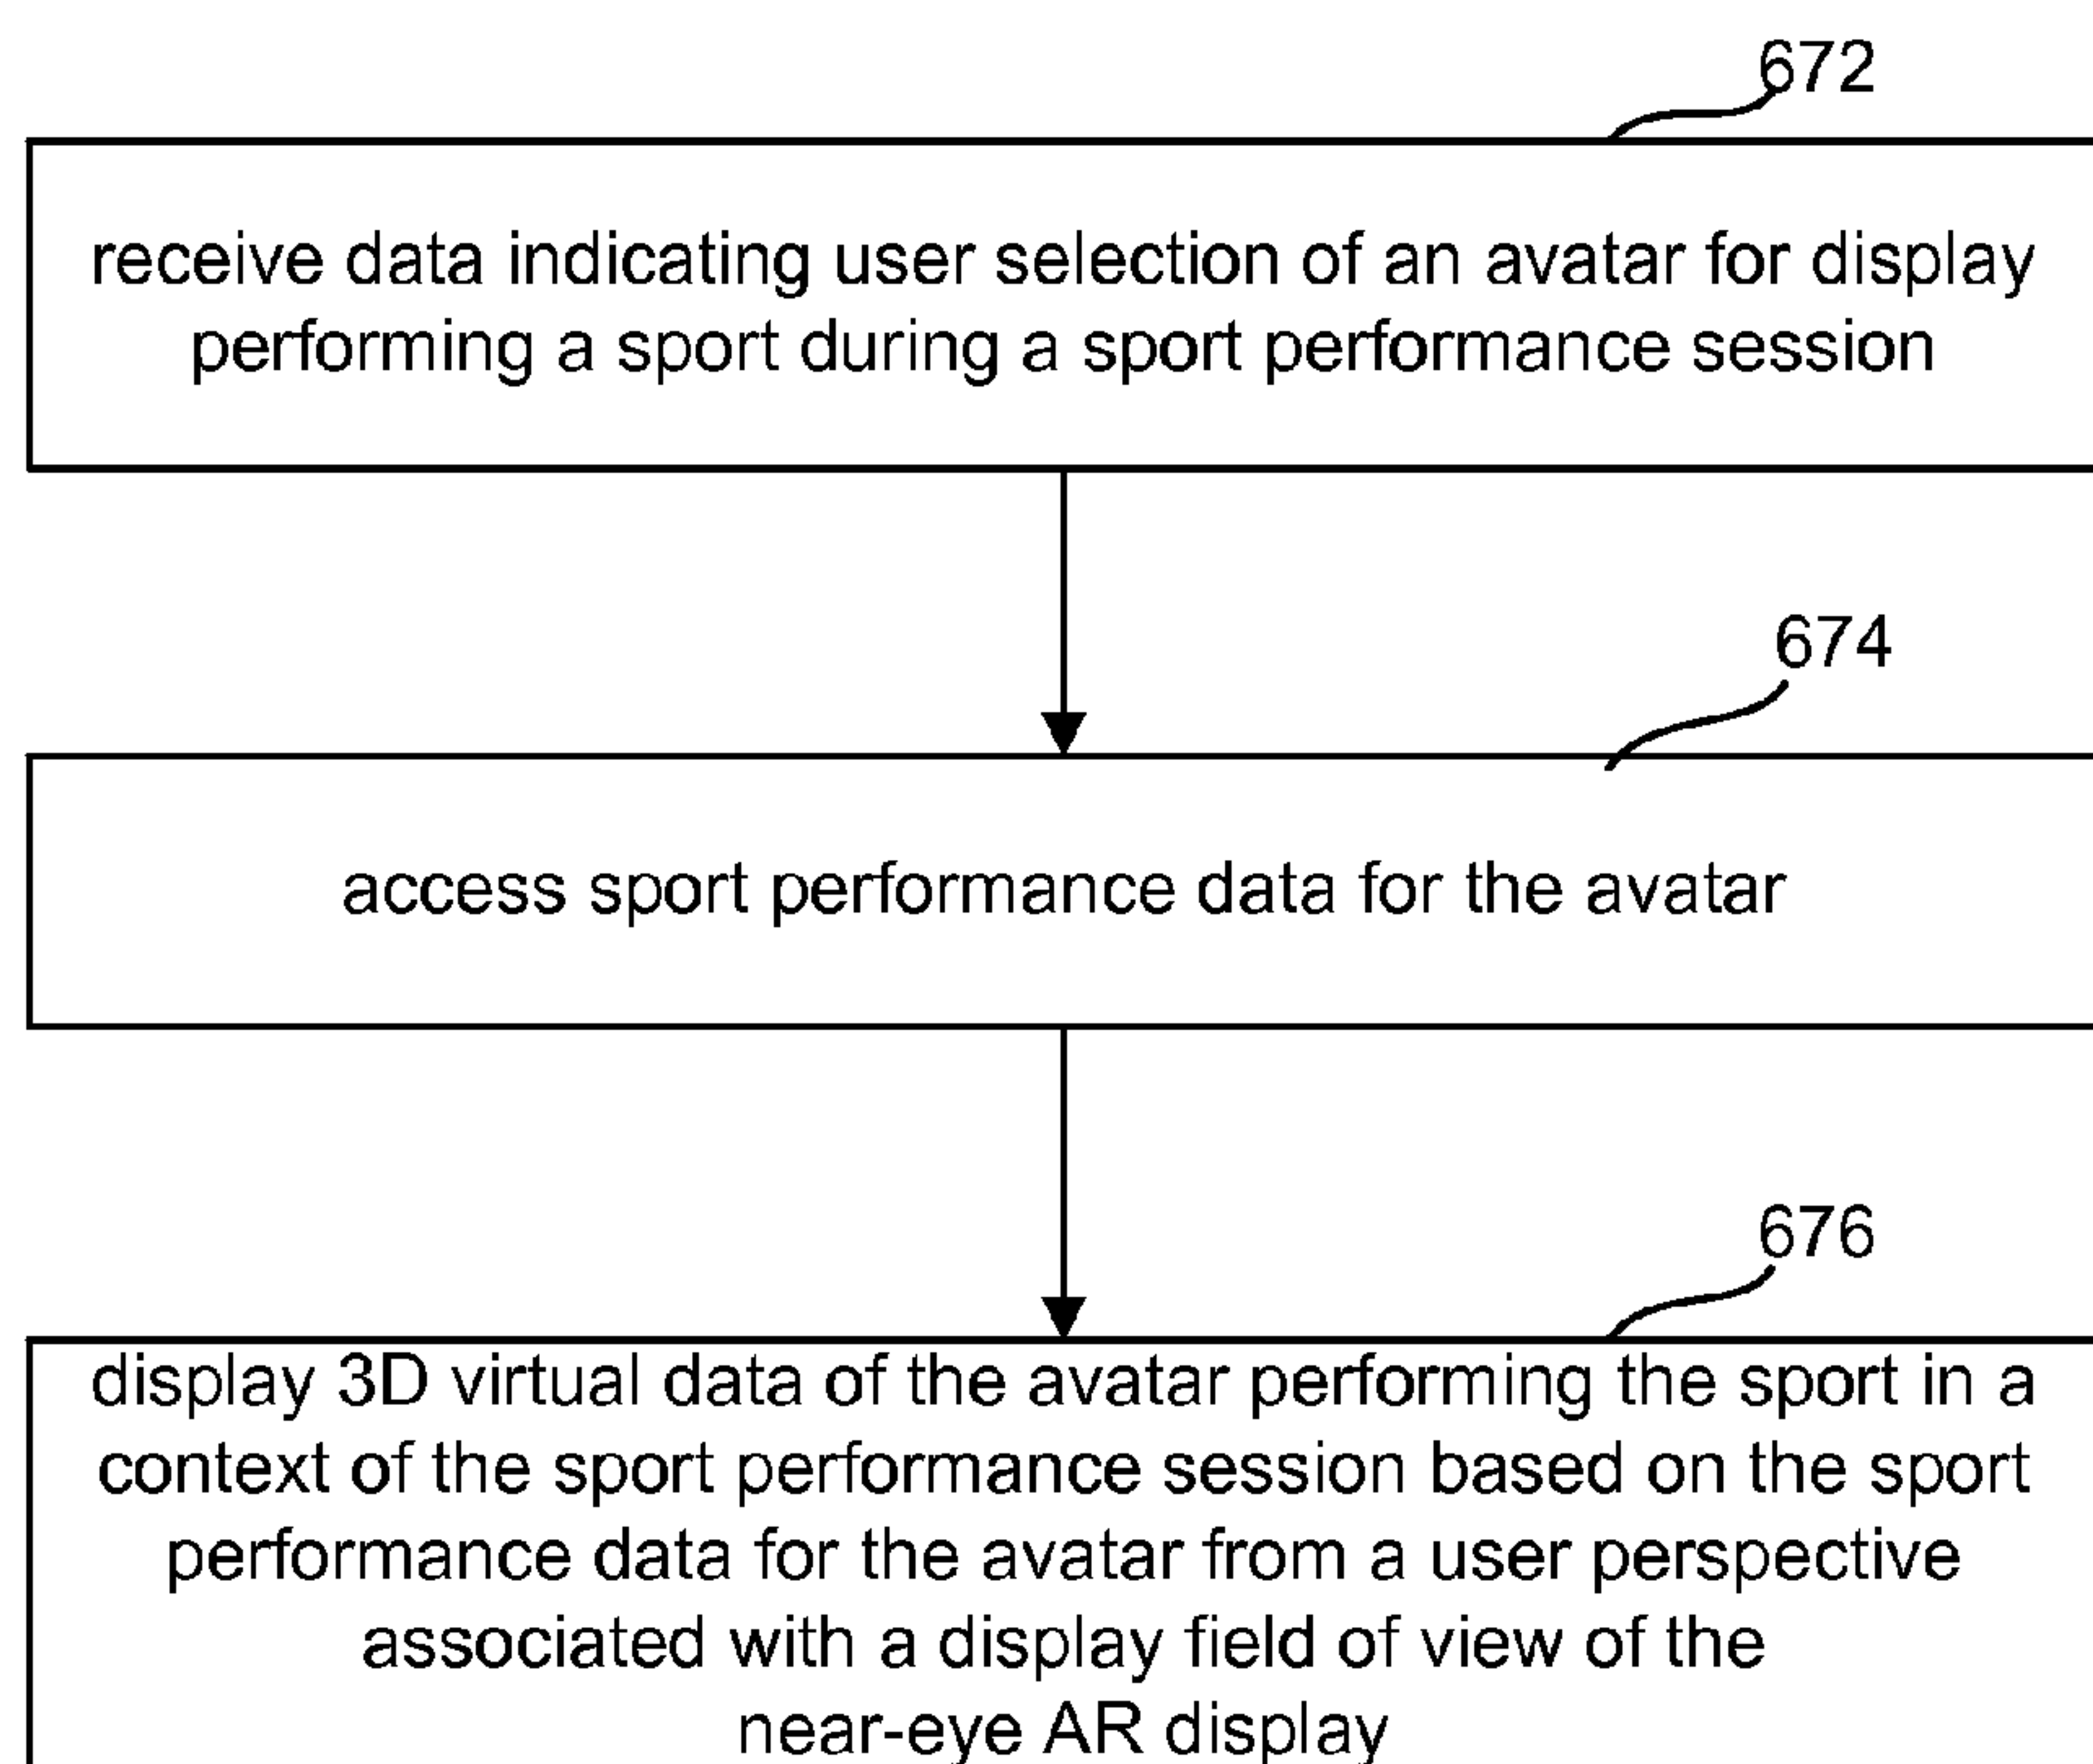 672
receive data indicating user selection of an avatar for display
performing a sport during a sport performance session
674
access sport performance data for the avatar
676
display 3D virtual data of the avatar performing the sport in a
context of the sport performance session based on the sport
performance data for the avatar from a user perspective
associated with a display field of view of the
near-eye AR display